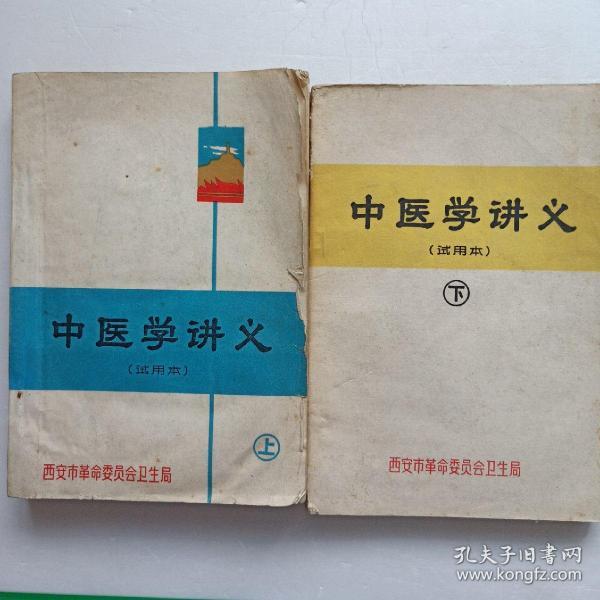 中医学讲义
(试用本)
上
西安市革命委员会卫生局
中医学讲义
(试用本)
下
西安市革命委员会卫生局
孔夫子旧书网
www.kongfz.com